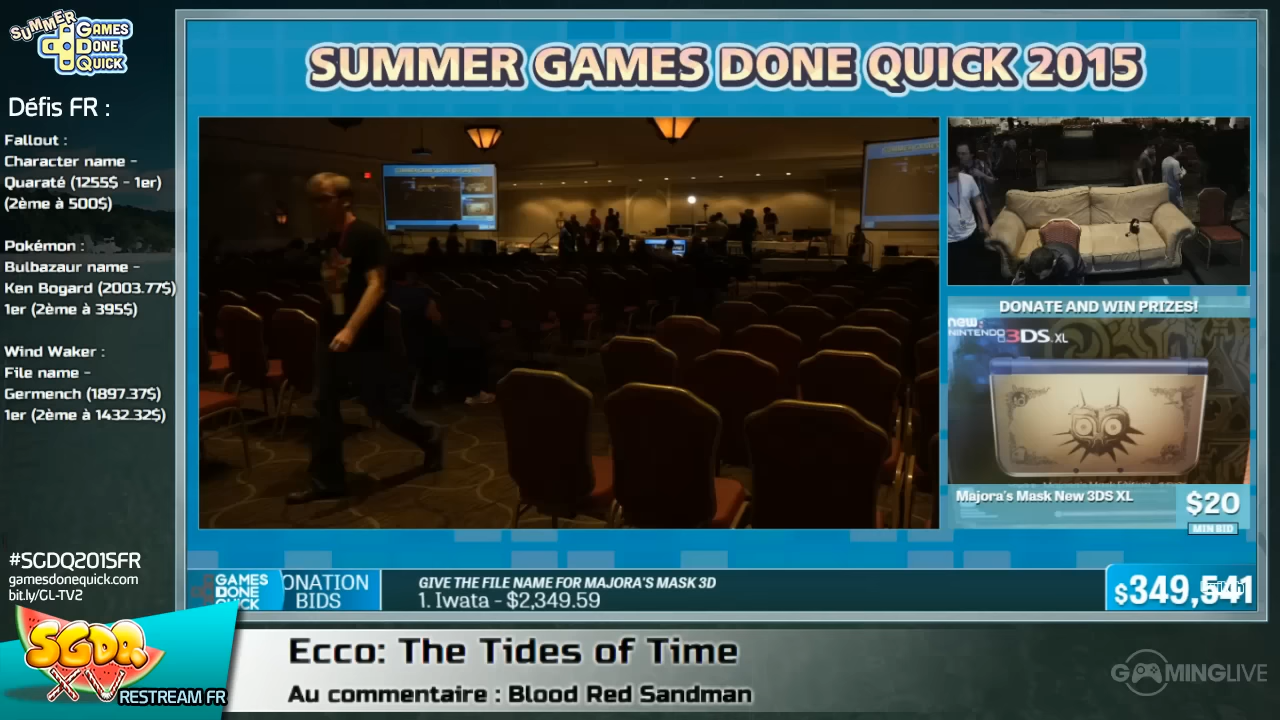 SUMMER
GAMES
DONE
QUICK
Défis FR :
Fallout :
Character name -
Quaraté (1255$ - 1er)
(2ème à 500$)
Pokémon :
Bulbazaur name -
Ken Bogard (2003.77$)
1er (2ème à 395$)
Wind Waker :
File name -
Germench (1897.37$)
1er (2ème à 1432.32$)
#SGDQ2015FR
gamesdonequick.com
bit.ly/GL-TV2
SUMMER GAMES DONE QUICK 2015
DONATE AND WIN PRIZES!
new
NINTENDO 3DS XL
Majora's Mask New 3DS XL
$20
MIN BID
GAMES
DONE
QUICK
ONATION
BIDS
GIVE THE FILE NAME FOR MAJORA'S MASK 3D
1. Iwata - $2,349.59
$349,541
SGDQ
XV
RESTREAM FR
Ecco: The Tides of Time
Au commentaire : Blood Red Sandman
GAMINGLIVE